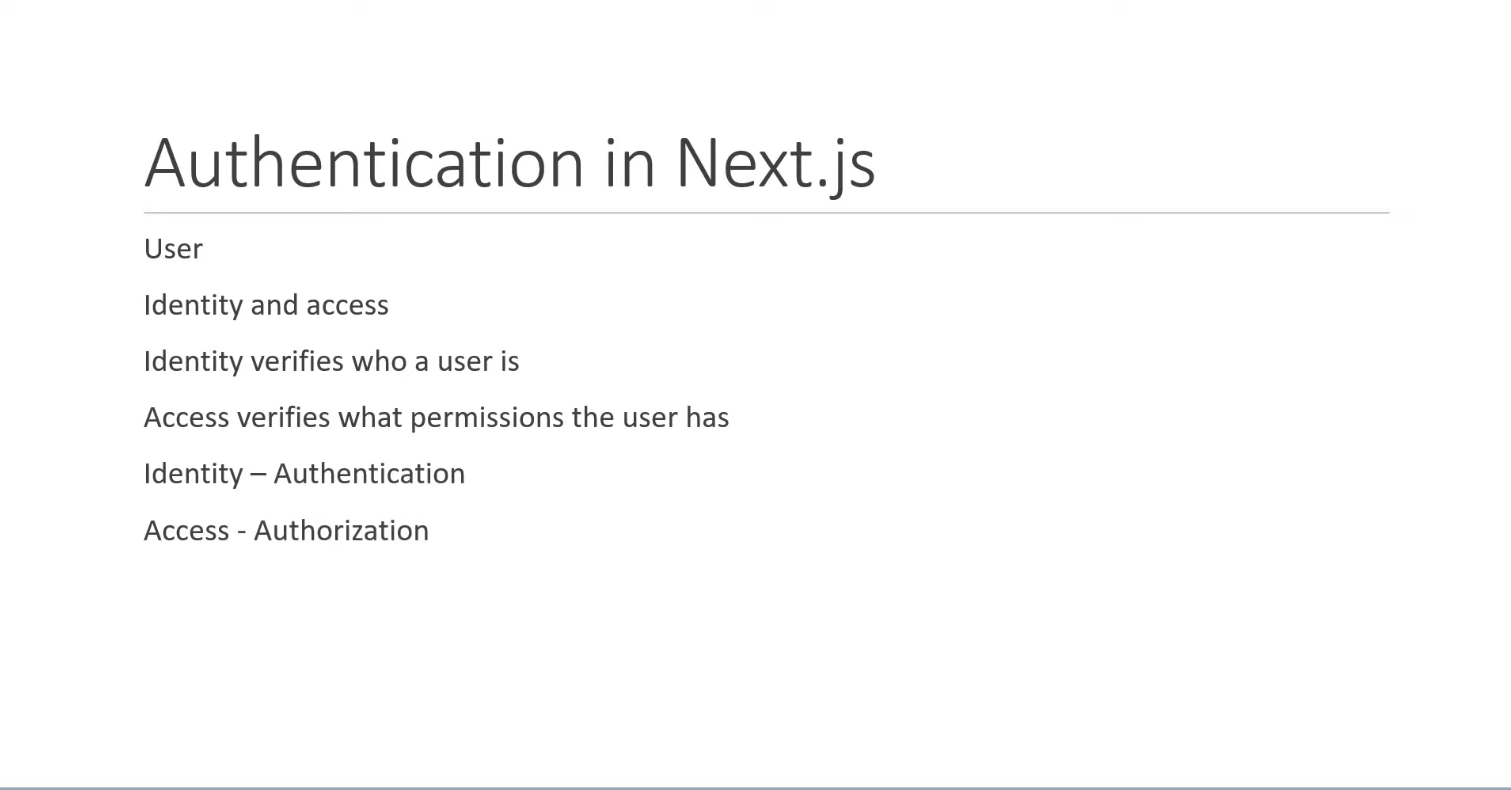 Authentication in Next.js
User
Identity and access
Identity verifies who a user is
Access verifies what permissions the user has
Identity – Authentication
Access - Authorization